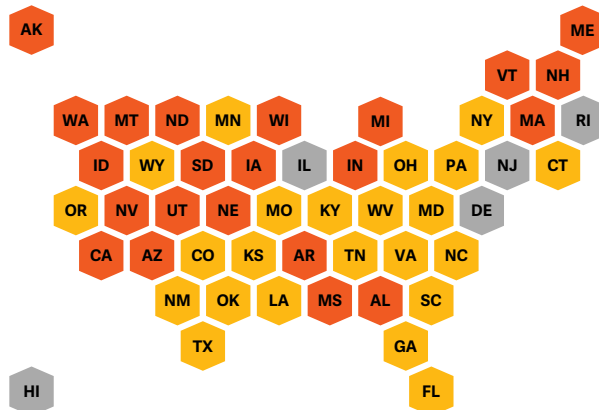 AK ME
VT NH
WA MT ND MN WI MI NY MA RI
ID WY SD IA IL IN OH PA NJ CT
OR NV UT NE MO KY WV MD DE
CA AZ CO KS AR TN VA NC
NM OK LA MS AL SC
TX GA
HI FL